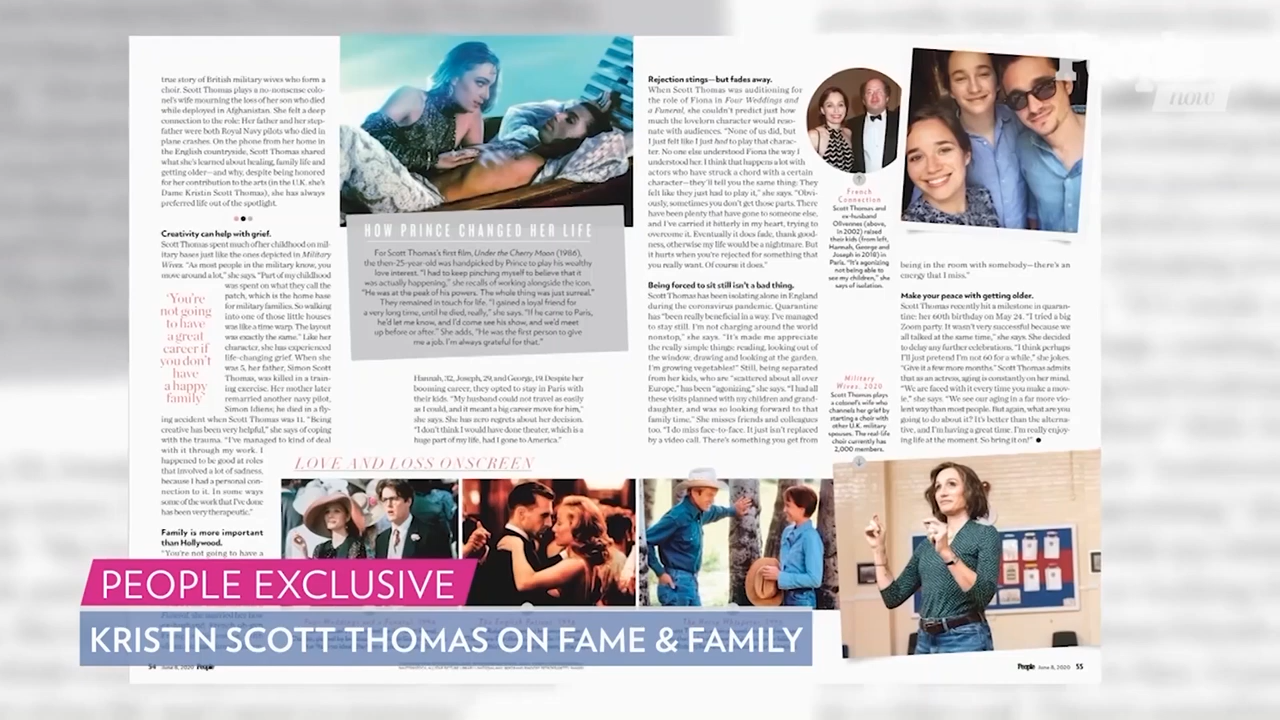 true story of British military wives who form a
choir. Scott Thomas plays a no-nonsense colo-
nel's wife mourning the loss of her son who died
while deployed in Afghanistan. She felt a deep
connection to the role: Her father and her step-
father were both Royal Navy pilots who died in
plane crashes. On the phone from her home in
the English countryside, Scott Thomas shared
what she's learned about healing, family life and
getting older—and why, despite being honored
for her contribution to the arts (in the U.K. she's
Dame Kristin Scott Thomas), she has always
preferred life out of the spotlight.
Creativity can help with grief.
Scott Thomas spent much of her childhood on mil-
itary bases just like the ones depicted in Military
Wives. "As most people in the military know, you
move around a lot," she says. "Part of my childhood
was spent on what they call the
patch, which is the home base
for military families. So walking
into one of those little houses
was like a time warp. The layout
was exactly the same." Like her
character, she has experienced
life-changing grief. When she
was 5, her father, Simon Scott
Thomas, was killed in a train-
ing exercise. Her mother later
remarried another navy pilot,
Simon Idiens; he died in a fly-
ing accident when Scott Thomas was 11. "Being
creative has been very helpful," she says of coping
with the trauma. "I've managed to kind of deal
with it through my work. I
happened to be good at roles
that involved a lot of sadness,
because I had a personal con-
nection to it. In some ways
some of the work that I've done
has been very therapeutic."
Family is more important
than Hollywood.
"You're not going to have a
'You're
not going
to have
a great
career if
you don't
have
a happy
family'
HOW PRINCE CHANGED HER LIFE
For Scott Thomas's first film, Under the Cherry Moon (1986),
the then-25-year-old was handpicked by Prince to play his wealthy
love interest. "I had to keep pinching myself to believe that it
was actually happening," she recalls of working alongside the icon.
"He was at the peak of his powers. The whole thing was just surreal."
They remained in touch for life. "I gained a loyal friend for
a very long time, until he died, really," she says. "If he came to Paris,
he'd let me know, and I'd come see his show, and we'd meet
up before or after." She adds, "He was the first person to give
me a job. I'm always grateful for that."
Hannah, 32, Joseph, 29, and George, 19. Despite her
booming career, they opted to stay in Paris with
their kids. "My husband could not travel as easily
as I could, and it meant a big career move for him,"
she says. She has zero regrets about her decision.
"I don't think I would have done theater, which is a
huge part of my life, had I gone to America."
LOVE AND LOSS ONSCREEN
Rejection stings—but fades away.
When Scott Thomas was auditioning for
the role of Fiona in Four Weddings and
a Funeral, she couldn't predict just how
much the lovelorn character would reso-
nate with audiences. "None of us did, but
I just felt like I just had to play that charac-
ter. No one else understood Fiona the way I
understood her. I think that happens a lot with
actors who have struck a chord with a certain
character—they'll tell you the same thing: They
felt like they just had to play it," she says. "Obvi-
ously, sometimes you don't get those parts. There
have been plenty that have gone to someone else,
and I've carried it bitterly in my heart, trying to
overcome it. Eventually it does fade, thank good-
ness, otherwise my life would be a nightmare. But
it hurts when you're rejected for something that
you really want. Of course it does."
Being forced to sit still isn't a bad thing.
Scott Thomas has been isolating alone in England
during the coronavirus pandemic. Quarantine
has "been really beneficial in a way. I've managed
to stay still. I'm not charging around the world
nonstop," she says. "It's made me appreciate
the really simple things: reading, looking out of
the window, drawing and looking at the garden.
I'm growing vegetables!" Still, being separated
from her kids, who are "scattered about all over
Europe," has been "agonizing," she says. "I had all
these visits planned with my children and grand-
daughter, and was so looking forward to that
family time." She misses friends and colleagues
too. "I do miss face-to-face. It just isn't replaced
by a video call. There's something you get from
French
Connection
Scott Thomas and
ex-husband
Olivennes (above,
in 2002) raised
their kids (from left,
Hannah, George and
Joseph in 2018) in
Paris. "It's agonizing
not being able to
see my children," she
says of isolation.
Military
Wives, 2020
Scott Thomas plays
a colonel's wife who
channels her grief by
starting a choir with
other U.K. military
spouses. The real-life
choir currently has
2,000 members.
being in the room with somebody—there's an
energy that I miss."
Make your peace with getting older.
Scott Thomas recently hit a milestone in quaran-
tine: her 60th birthday on May 24. "I tried a big
Zoom party. It wasn't very successful because we
all talked at the same time," she says. She decided
to delay any further celebrations. "I think perhaps
I'll just pretend I'm not 60 for a while," she jokes.
"Give it a few more months." Scott Thomas admits
that as an actress, aging is constantly on her mind.
"We are faced with it every time you make a mov-
ie," she says. "We see our aging in a far more vio-
lent way than most people. But again, what are you
going to do about it? It's better than the alterna-
tive, and I'm having a great time. I'm really enjoy-
ing life at the moment. So bring it on!"
now
PEOPLE EXCLUSIVE
KRISTIN SCOTT THOMAS ON FAME & FAMILY
54 June 8, 2020 People
People June 8, 2020 55